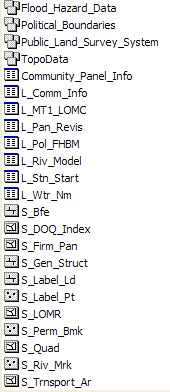 Flood_Hazard_Data
Political_Boundaries
Public_Land_Survey_System
TopoData
Community_Panel_Info
L_Comm_Info
L_MT1_LOMC
L_Pan_Revis
L_Pol_FHBM
L_Riv_Model
L_Stn_Start
L_Wtr_Nm
S_Bfe
S_DOQ_Index
S_Firm_Pan
S_Gen_Struct
S_Label_Ld
S_Label_Pt
S_LOMR
S_Perm_Bmk
S_Quad
S_Riv_Mrk
S_Trnsport_Ar